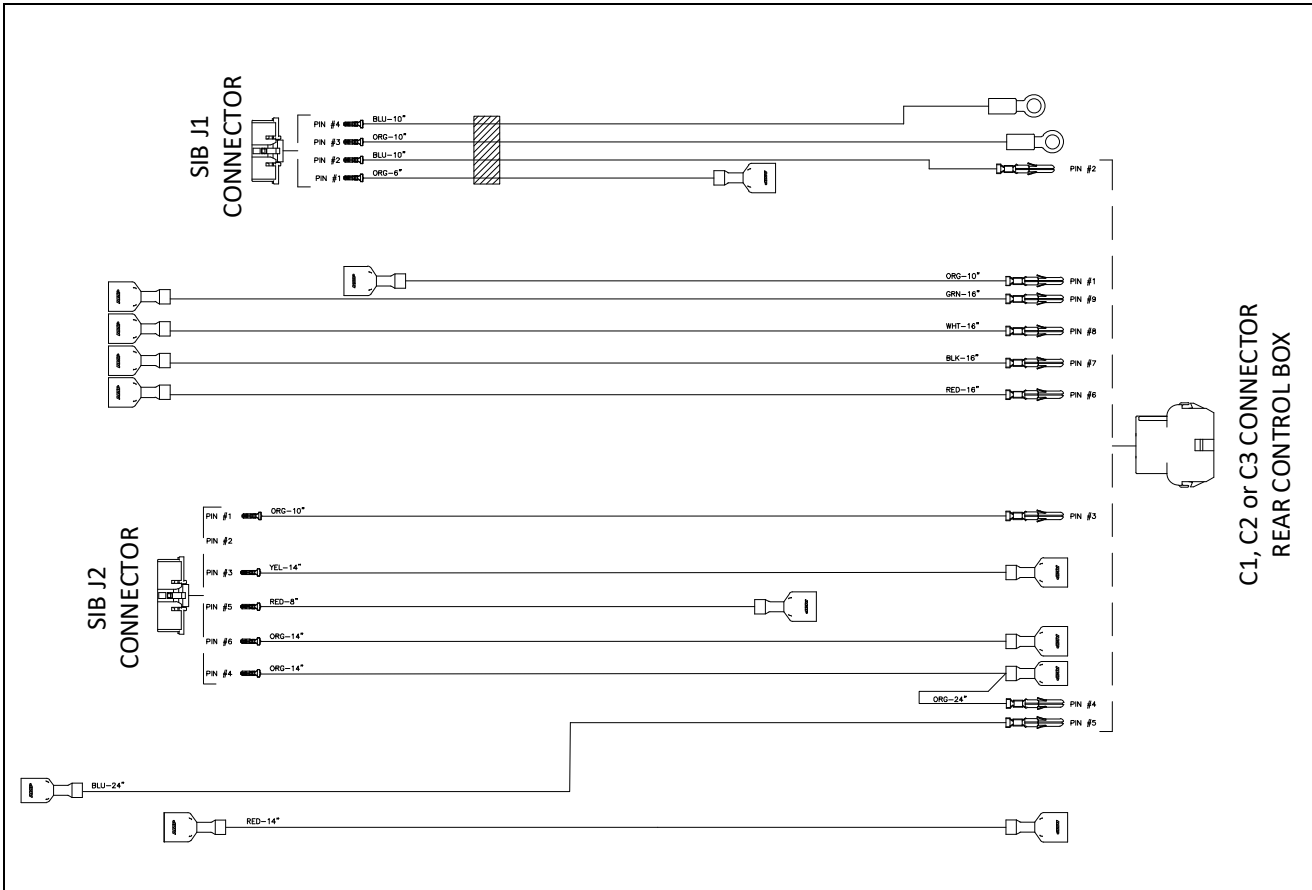 SIB J1
CONNECTOR
PIN #4 BLU-10"
PIN #3 ORG-10"
PIN #2 BLU-10"
PIN #1 ORG-6"
PIN #2
ORG-10" PIN #1
GRN-16" PIN #9
WHT-16" PIN #8
BLK-16" PIN #7
RED-16" PIN #6
C1, C2 or C3 CONNECTOR
REAR CONTROL BOX
SIB J2
CONNECTOR
PIN #1 ORG-10" PIN #3
PIN #2
PIN #3 YEL-14"
PIN #5 RED-8"
PIN #6 ORG-14"
PIN #4 ORG-14"
ORG-24" PIN #4
PIN #5
BLU-24"
RED-14"